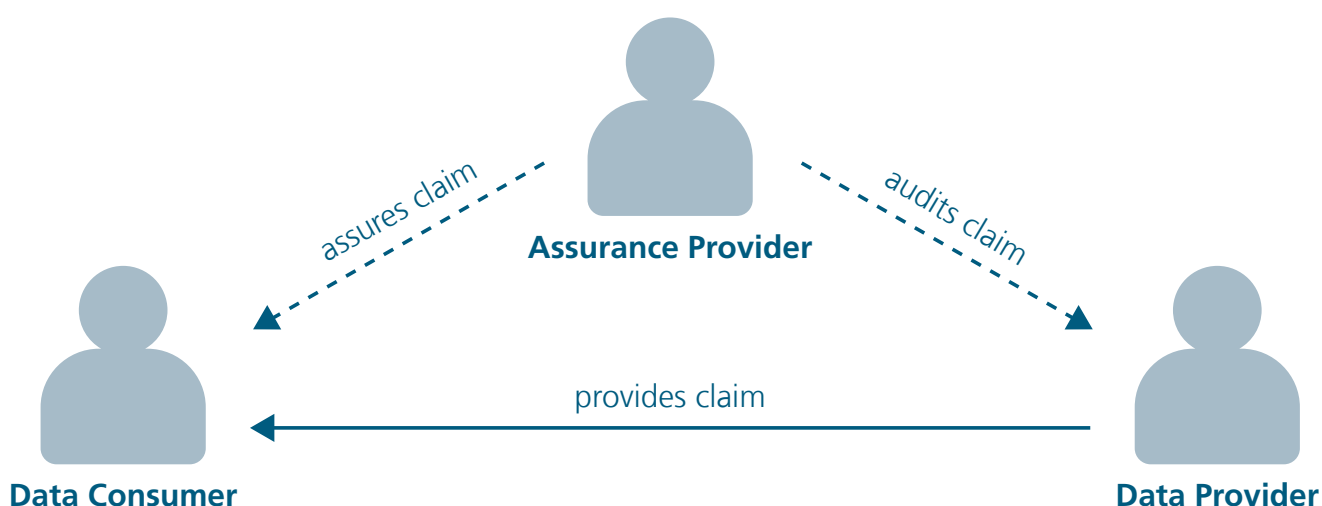 assures claim
audits claim
Assurance Provider
provides claim
Data Consumer
Data Provider